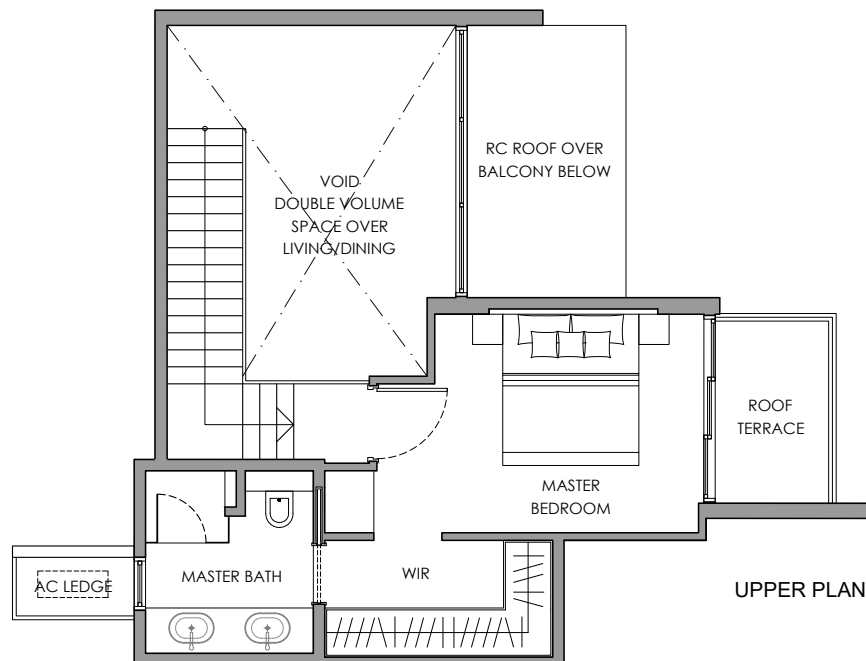 RC ROOF OVER
BALCONY BELOW
VOID
DOUBLE VOLUME
SPACE OVER
LIVING/DINING
ROOF
TERRACE
MASTER
BEDROOM
AC LEDGE
MASTER BATH
WIR
UPPER PLAN